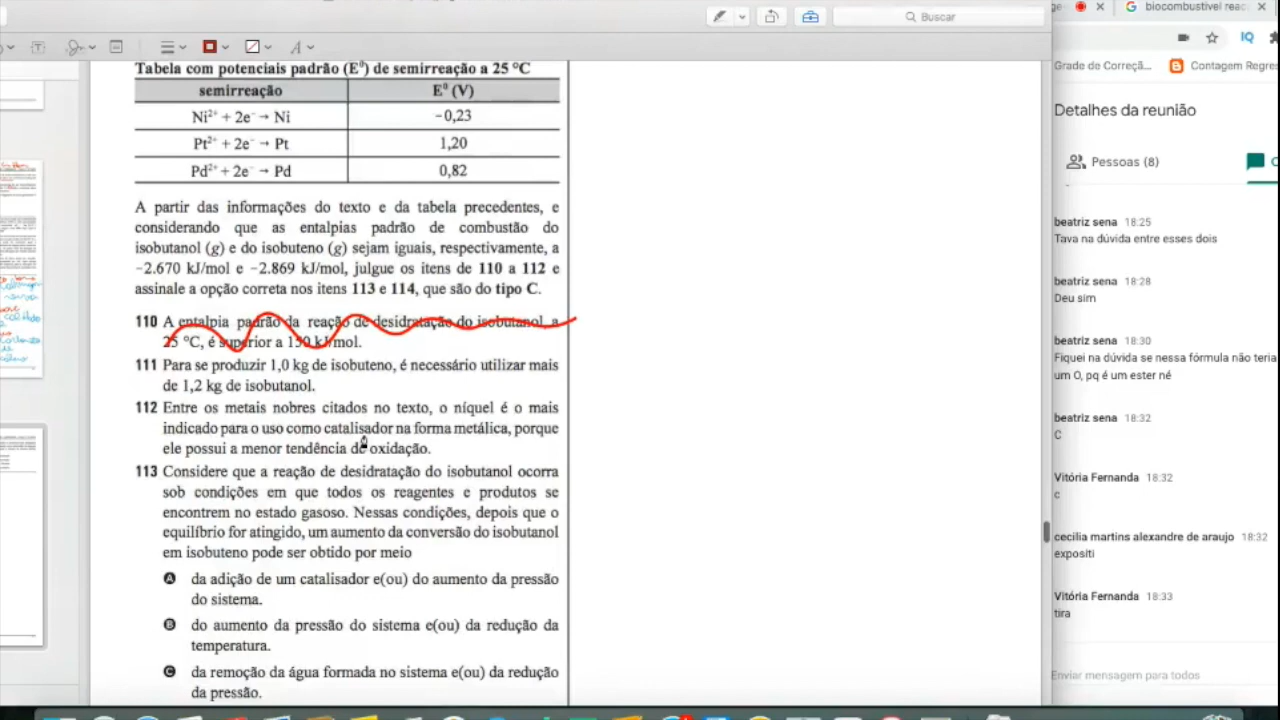 Buscar
biocombustivel reaç
Grade de Correçã... Contagem Regres
Tabela com potenciais padrão (E⁰) de semirreação a 25 °C
semirreação E⁰ (V)
Ni²⁺ + 2e⁻ → Ni -0,23
Pt²⁺ + 2e⁻ → Pt 1,20
Pd²⁺ + 2e⁻ → Pd 0,82
A partir das informações do texto e da tabela precedentes, e
considerando que as entalpias padrão de combustão do
isobutanol (g) e do isobuteno (g) sejam iguais, respectivamente, a
-2.670 kJ/mol e -2.869 kJ/mol, julgue os itens de 110 a 112 e
assinale a opção correta nos itens 113 e 114, que são do tipo C.
110 A entalpia padrão da reação de desidratação do isobutanol, a
25 °C, é superior a 150 kJ/mol.
111 Para se produzir 1,0 kg de isobuteno, é necessário utilizar mais
de 1,2 kg de isobutanol.
112 Entre os metais nobres citados no texto, o níquel é o mais
indicado para o uso como catalisador na forma metálica, porque
ele possui a menor tendência de oxidação.
113 Considere que a reação de desidratação do isobutanol ocorra
sob condições em que todos os reagentes e produtos se
encontrem no estado gasoso. Nessas condições, depois que o
equilíbrio for atingido, um aumento da conversão do isobutanol
em isobuteno pode ser obtido por meio
A da adição de um catalisador e(ou) do aumento da pressão
do sistema.
B do aumento da pressão do sistema e(ou) da redução da
temperatura.
C da remoção da água formada no sistema e(ou) da redução
da pressão.
Detalhes da reunião
Pessoas (8)
beatriz sena 18:25
Tava na dúvida entre esses dois
beatriz sena 18:28
Deu sim
beatriz sena 18:30
Fiquei na dúvida se nessa fórmula não teria
um O, pq é um ester né
beatriz sena 18:32
C
Vitória Fernanda 18:32
c
cecilia martins alexandre de araujo 18:32
expositi
Vitória Fernanda 18:33
tira
Enviar mensagem para todos